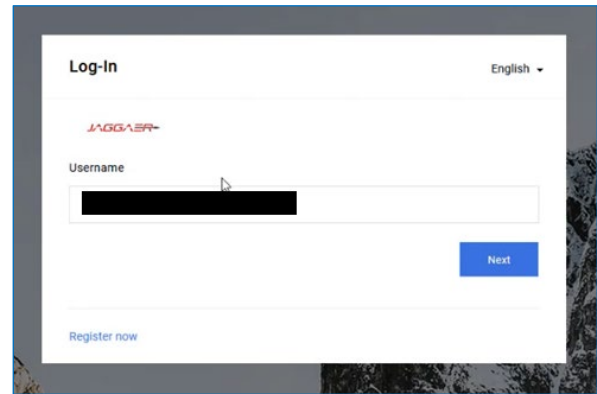 Log-In
English
JAGGAER
Username
Next
Register now